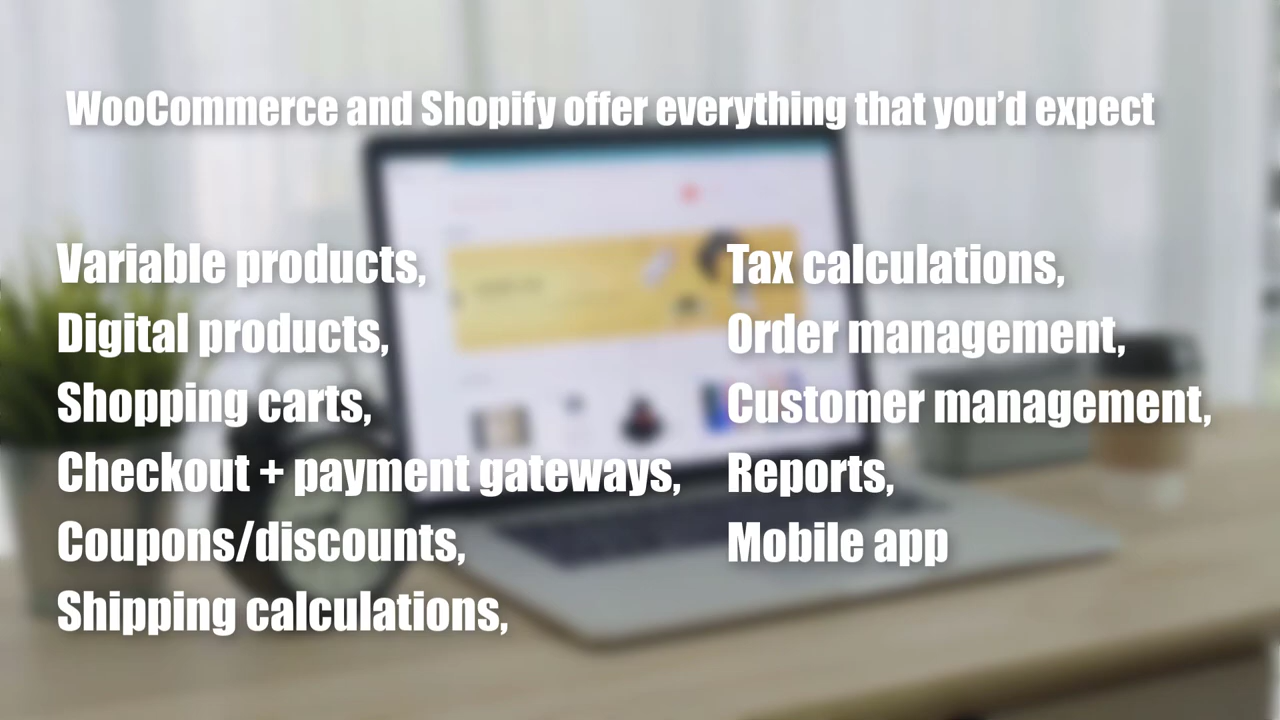 WooCommerce and Shopify offer everything that you’d expect
Variable products,
Digital products,
Shopping carts,
Checkout + payment gateways,
Coupons/discounts,
Shipping calculations,
Tax calculations,
Order management,
Customer management,
Reports,
Mobile app